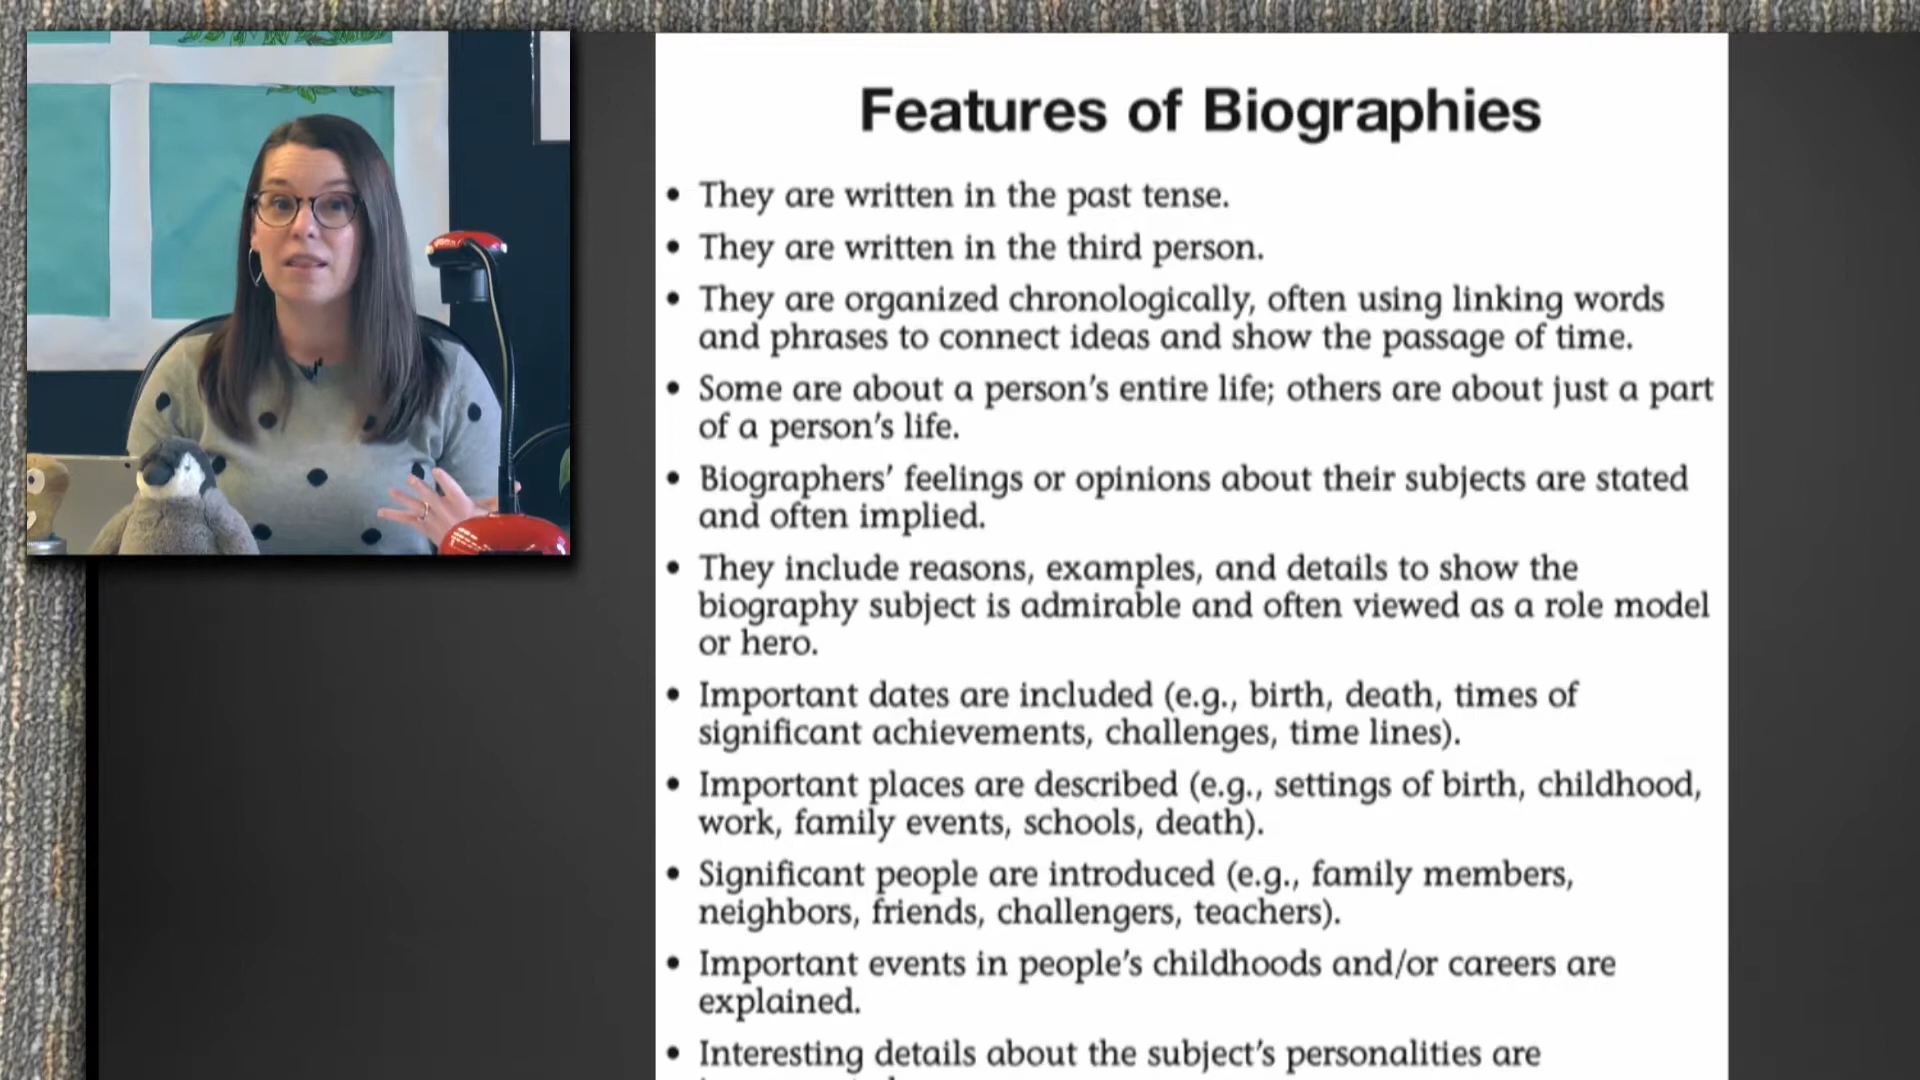 Features of Biographies
• They are written in the past tense.
• They are written in the third person.
• They are organized chronologically, often using linking words
and phrases to connect ideas and show the passage of time.
• Some are about a person's entire life; others are about just a part
of a person's life.
• Biographers' feelings or opinions about their subjects are stated
and often implied.
• They include reasons, examples, and details to show the
biography subject is admirable and often viewed as a role model
or hero.
• Important dates are included (e.g., birth, death, times of
significant achievements, challenges, time lines).
• Important places are described (e.g., settings of birth, childhood,
work, family events, schools, death).
• Significant people are introduced (e.g., family members,
neighbors, friends, challengers, teachers).
• Important events in people's childhoods and/or careers are
explained.
• Interesting details about the subject's personalities are